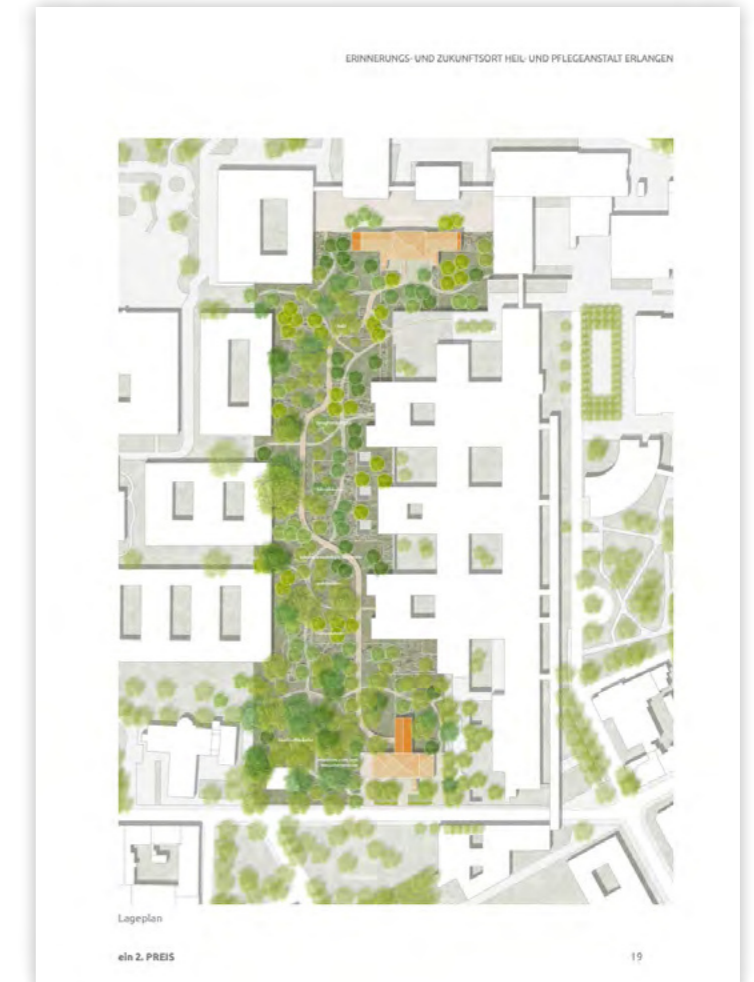 ERINNERUNGS- UND ZUKUNFTSORT HEIL- UND PFLEGEANSTALT ERLANGEN
Lageplan
ein 2. PREIS
19